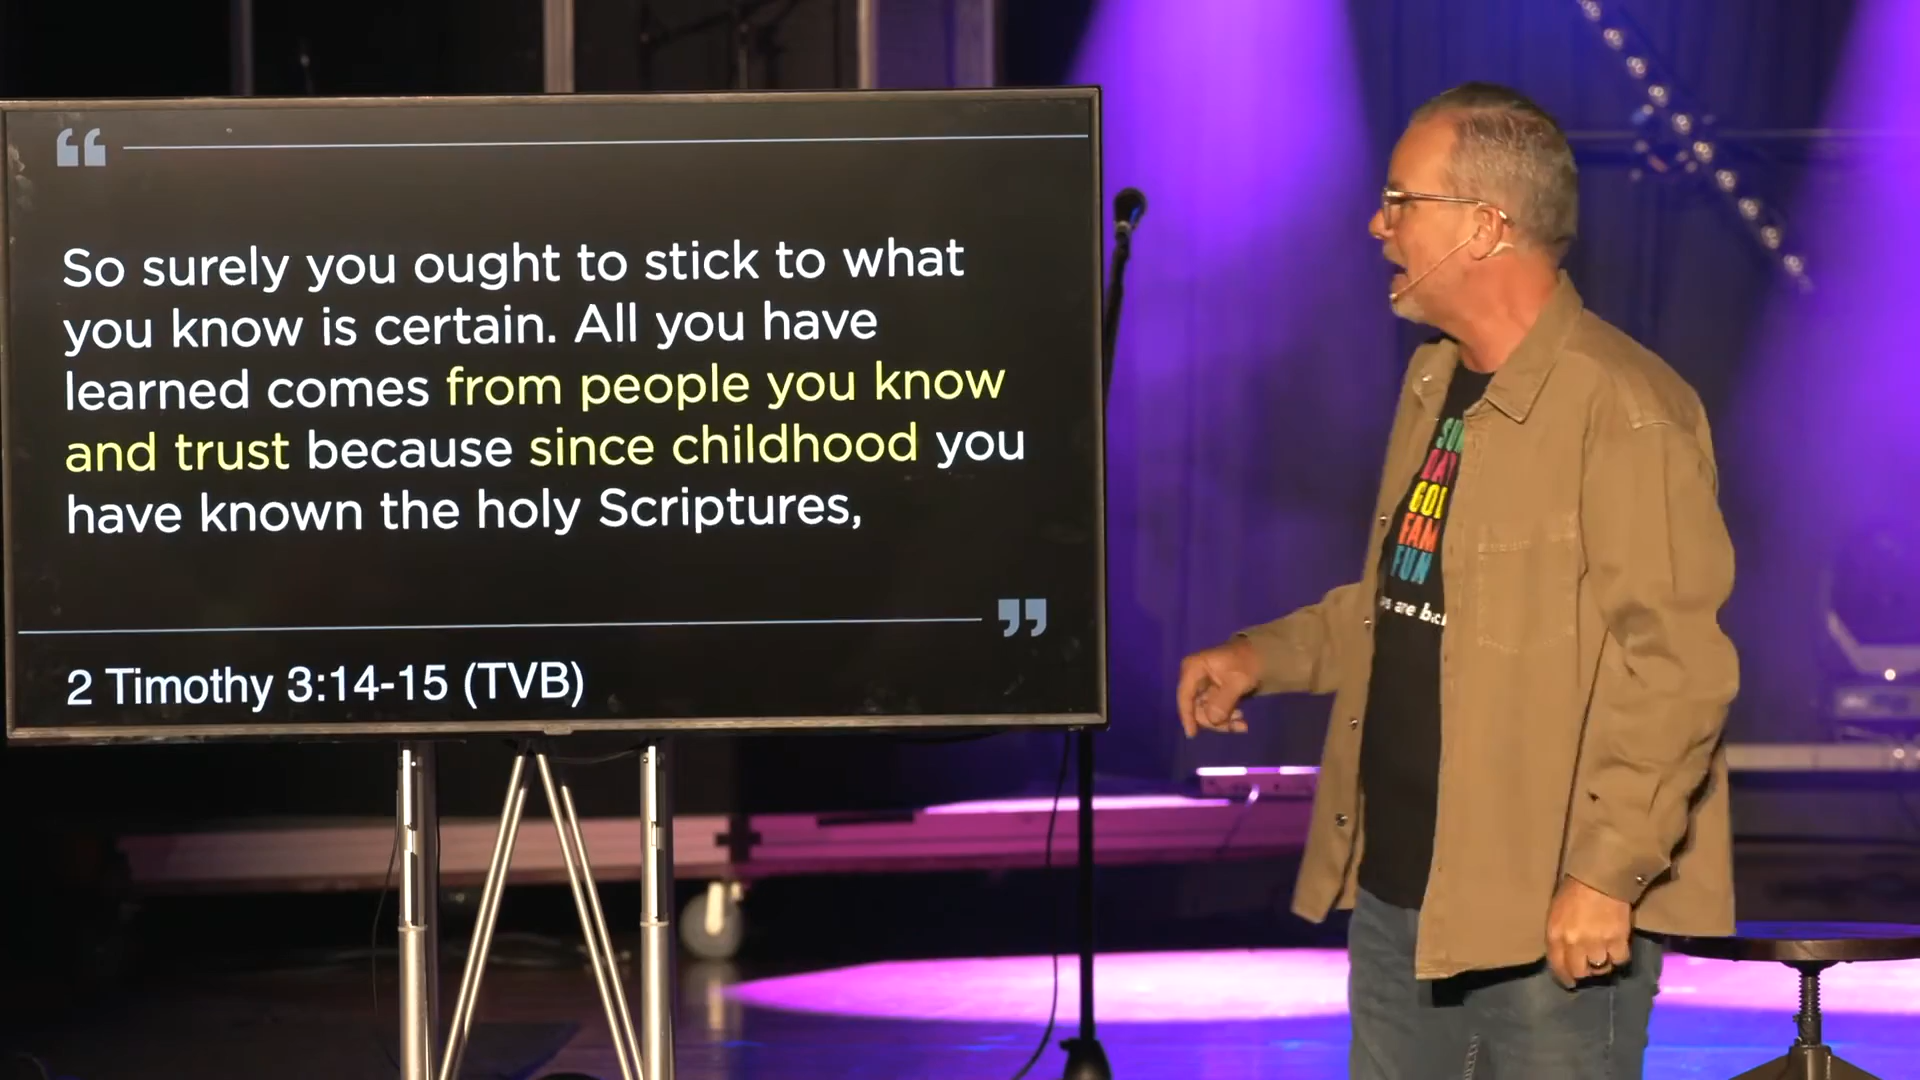 “
So surely you ought to stick to what
you know is certain. All you have
learned comes from people you know
and trust because since childhood you
have known the holy Scriptures,
”
2 Timothy 3:14-15 (TVB)
FUN
are